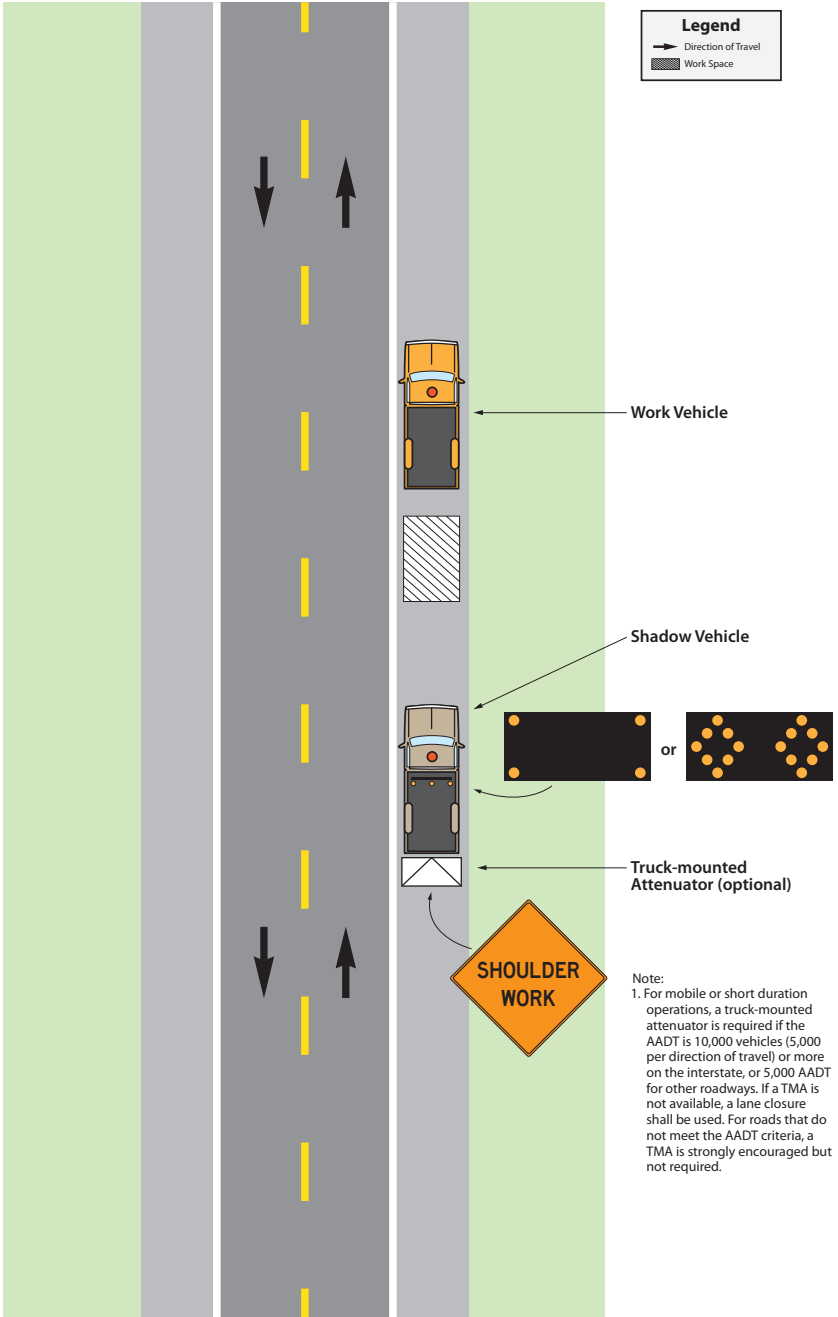 Legend
Direction of Travel
Work Space
Work Vehicle
Shadow Vehicle
or
Truck-mounted
Attenuator (optional)
SHOULDER
WORK
Note:
1. For mobile or short duration
operations, a truck-mounted
attenuator is required if the
AADT is 10,000 vehicles (5,000
per direction of travel) or more
on the interstate, or 5,000 AADT
for other roadways. If a TMA is
not available, a lane closure
shall be used. For roads that do
not meet the AADT criteria, a
TMA is strongly encouraged but
not required.